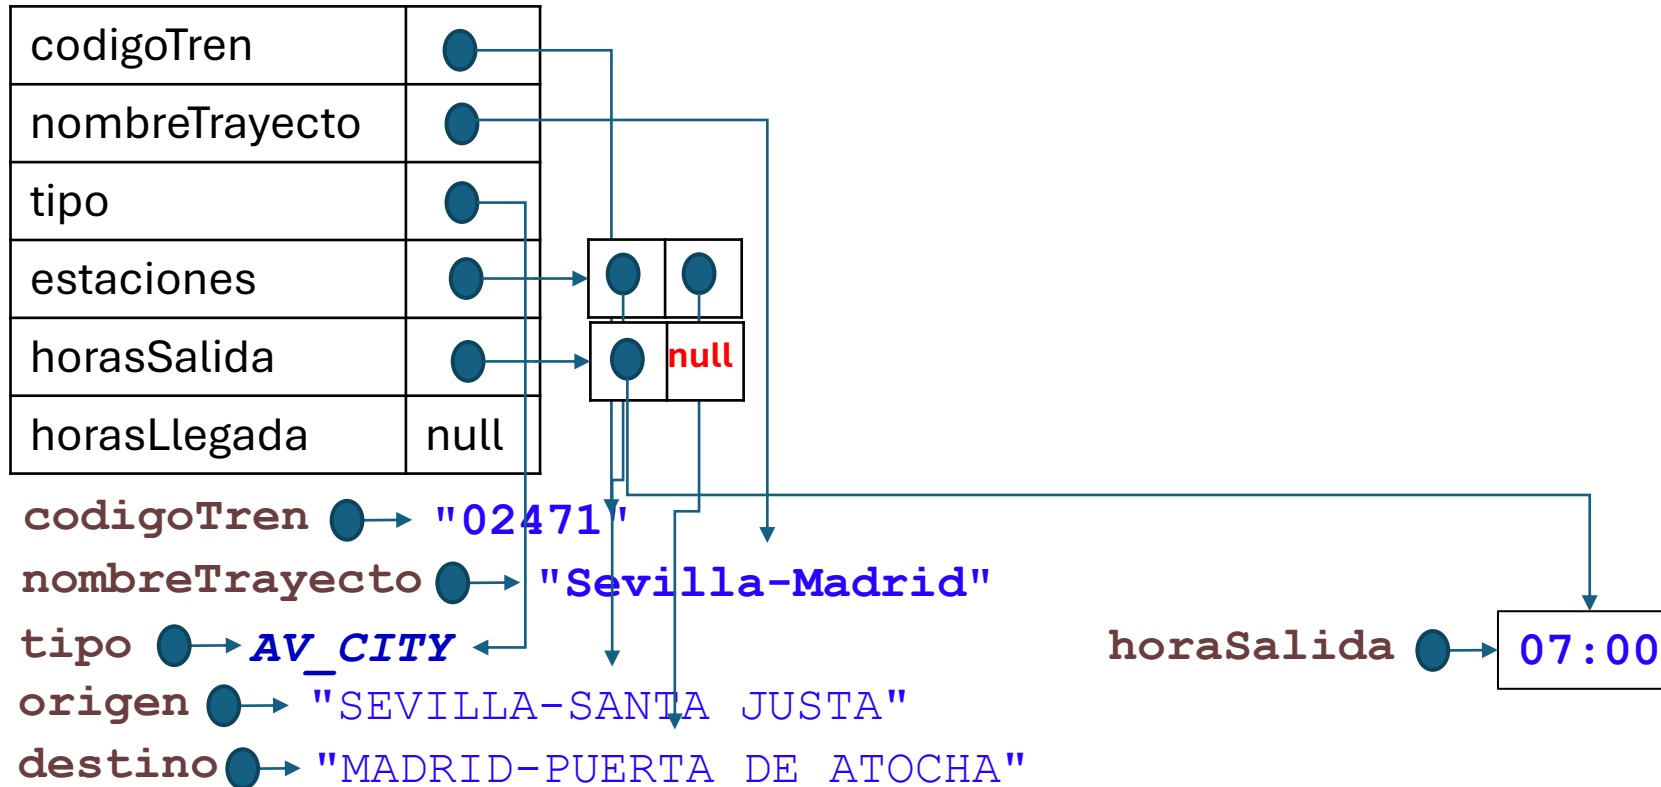 codigoTren
nombreTrayecto
tipo
estaciones
horasSalida null
horasLlegada null
codigoTren "02471"
nombreTrayecto "Sevilla-Madrid"
tipo AV_CITY horaSalida 07:00
origen "SEVILLA-SANTA JUSTA"
destino "MADRID-PUERTA DE ATOCHA"